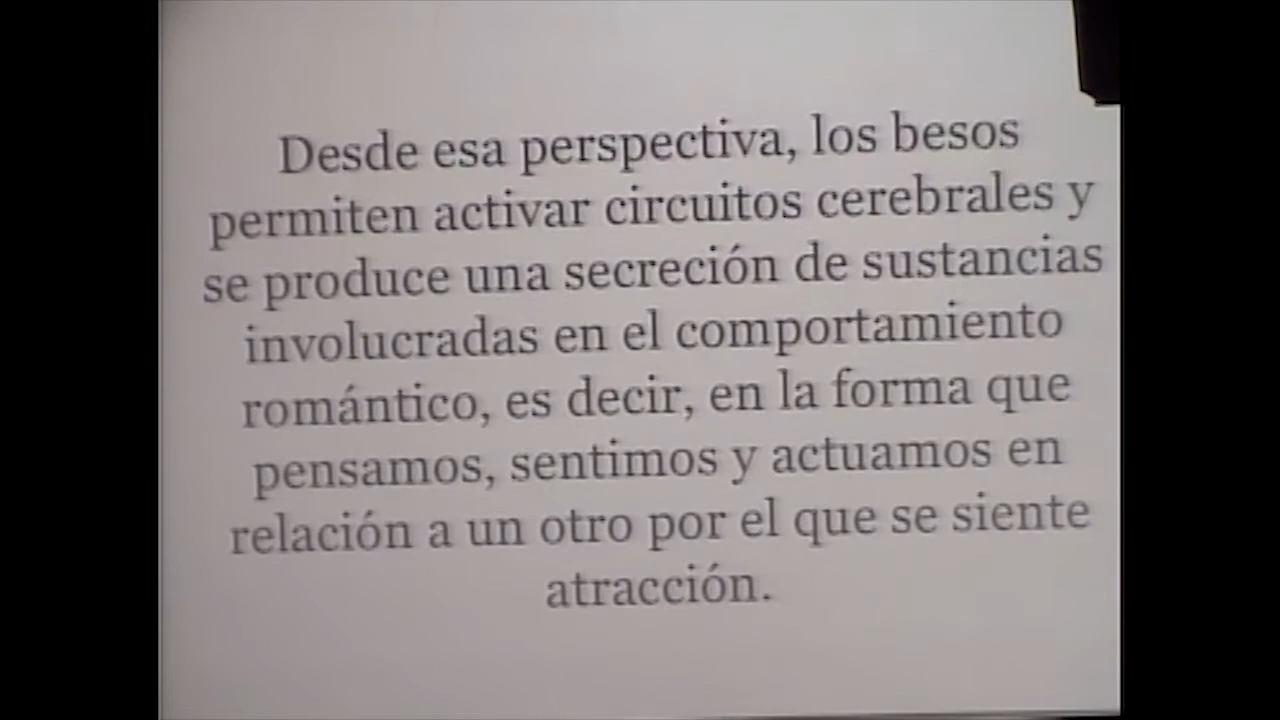 Desde esa perspectiva, los besos
permiten activar circuitos cerebrales y
se produce una secreción de sustancias
involucradas en el comportamiento
romántico, es decir, en la forma que
pensamos, sentimos y actuamos en
relación a un otro por el que se siente
atracción.